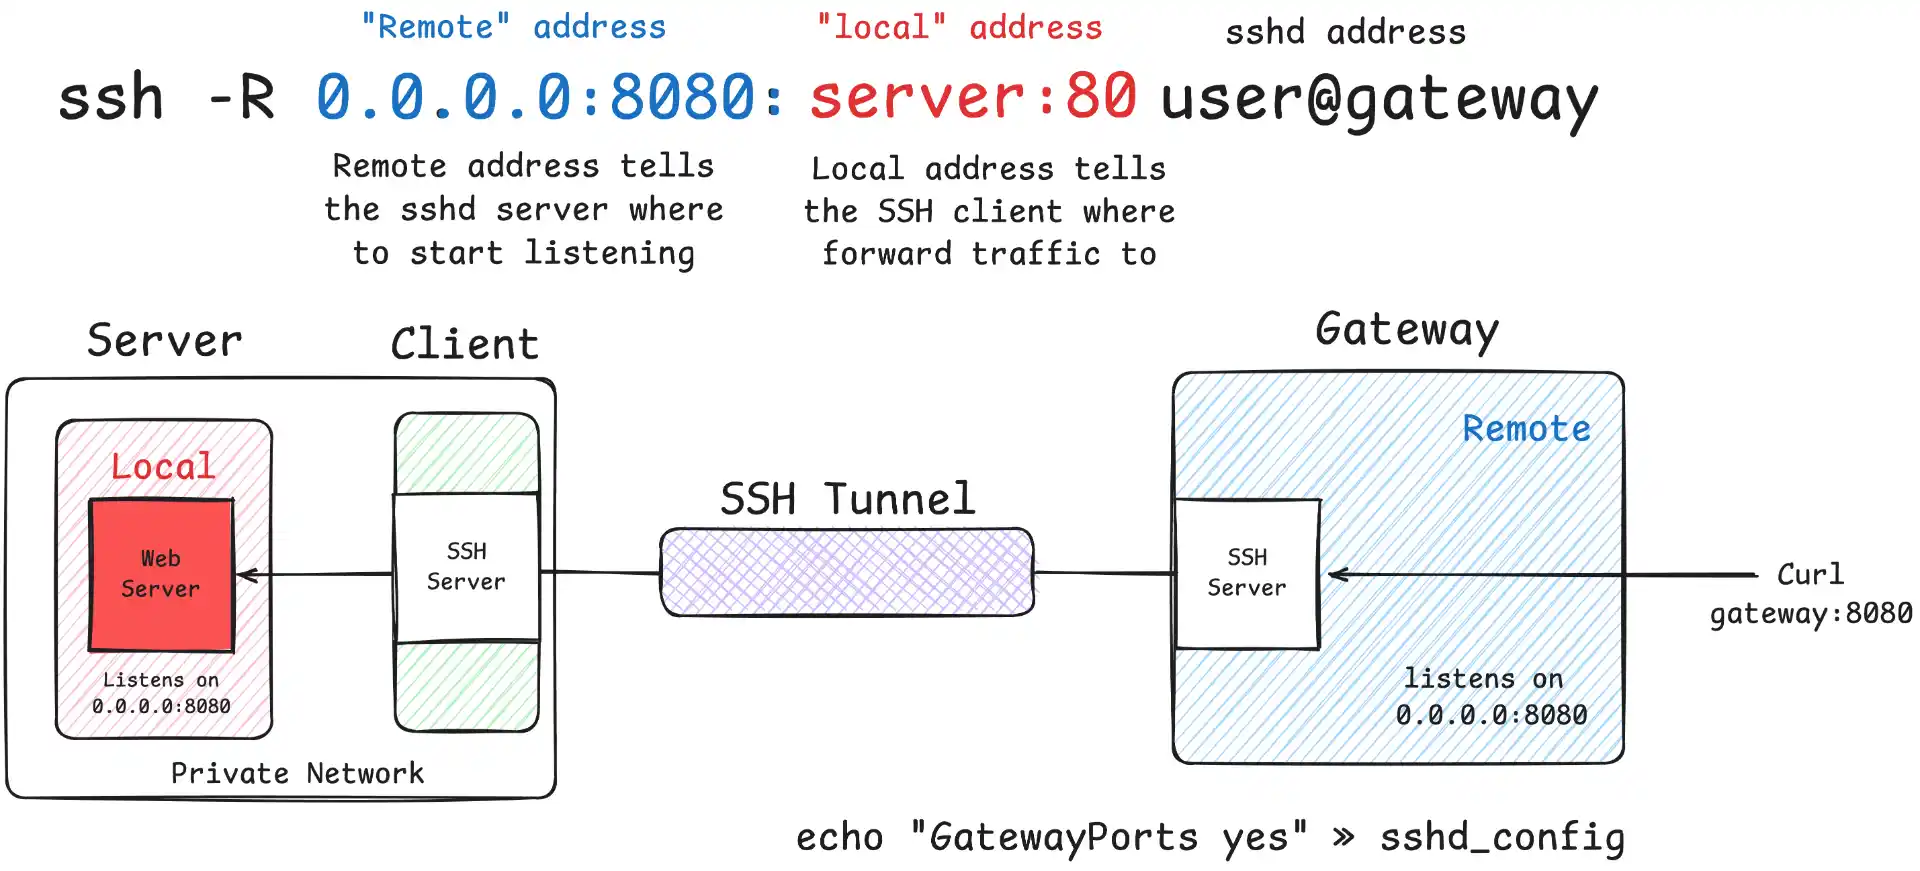 "Remote" address
"local" address
sshd address
ssh -R 0.0.0.0:8080: server:80 user@gateway
Remote address tells
the sshd server where
to start listening
Local address tells
the SSH client where
forward traffic to
Server
Client
Gateway
Local
Web
Server
Listens on
0.0.0.0:8080
SSH
Server
Private Network
SSH Tunnel
Remote
SSH
Server
listens on
0.0.0.0:8080
Curl
gateway:8080
echo "GatewayPorts yes" » sshd_config